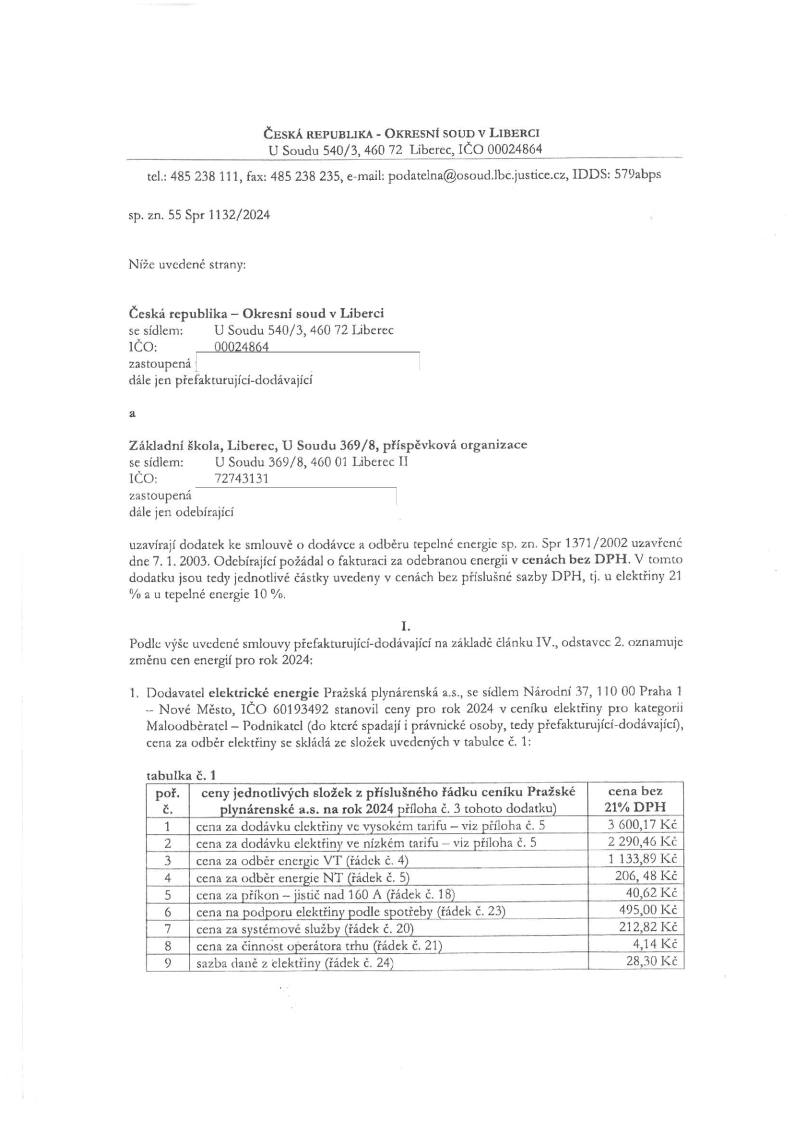 ČESKÁ REPUBLIKA - OKRESNÍ SOUD V LIBERCI
U Soudu 540/3, 460 72 Liberec, IČO 00024864
tel.: 485 238 111, fax: 485 238 235, e-mail: podatelna@osoud.lbc.justice.cz, IDDS: 579abps
sp. zn. 55 Spr 1132/2024
Níže uvedené strany:
Česká republika – Okresní soud v Liberci
se sídlem: U Soudu 540/3, 460 72 Liberec
IČO: 00024864
zastoupená
dále jen přefakturující-dodávající
a
Základní škola, Liberec, U Soudu 369/8, příspěvková organizace
se sídlem: U Soudu 369/8, 460 01 Liberec II
IČO: 72743131
zastoupená
dále jen odebírající
uzavírají dodatek ke smlouvě o dodávce a odběru tepelné energie sp. zn. Spr 1371/2002 uzavřené
dne 7. 1. 2003. Odebírající požádal o fakturaci za odebranou energii v cenách bez DPH. V tomto
dodatku jsou tedy jednotlivé částky uvedeny v cenách bez příslušné sazby DPH, tj. u elektřiny 21
% a u tepelné energie 10 %.
I.
Podle výše uvedené smlouvy přefakturující-dodávající na základě článku IV., odstavec 2. oznamuje
změnu cen energií pro rok 2024:
1. Dodavatel elektrické energie Pražská plynárenská a.s., se sídlem Národní 37, 110 00 Praha 1
– Nové Město, IČO 60193492 stanovil ceny pro rok 2024 v ceníku elektřiny pro kategorii
Maloodběratel – Podnikatel (do které spadají i právnické osoby, tedy přefakturující-dodávající),
cena za odběr elektřiny se skládá ze složek uvedených v tabulce č. 1:
tabulka č. 1
poř. č. ceny jednotlivých složek z příslušného řádku ceníku Pražské plynárenské a.s. na rok 2024 příloha č. 3 tohoto dodatku) cena bez 21% DPH
1 cena za dodávku elektřiny ve vysokém tarifu – viz příloha č. 5 3 600,17 Kč
2 cena za dodávku elektřiny ve nízkém tarifu – viz příloha č. 5 2 290,46 Kč
3 cena za odběr energie VT (řádek č. 4) 1 133,89 Kč
4 cena za odběr energie NT (řádek č. 5) 206, 48 Kč
5 cena za příkon – jistič nad 160 A (řádek č. 18) 40,62 Kč
6 cena na podporu elektřiny podle spotřeby (řádek č. 23) 495,00 Kč
7 cena za systémové služby (řádek č. 20) 212,82 Kč
8 cena za činnost operátora trhu (řádek č. 21) 4,14 Kč
9 sazba daně z elektřiny (řádek č. 24) 28,30 Kč